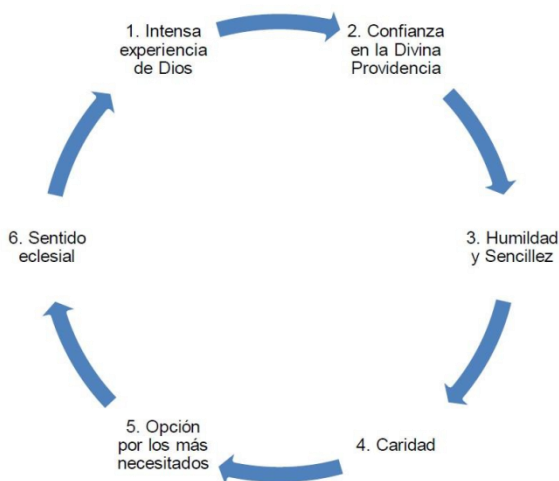 1. Intensa
experiencia
de Dios
2. Confianza
en la Divina
Providencia
3. Humildad
y Sencillez
4. Caridad
5. Opción
por los más
necesitados
6. Sentido
eclesial